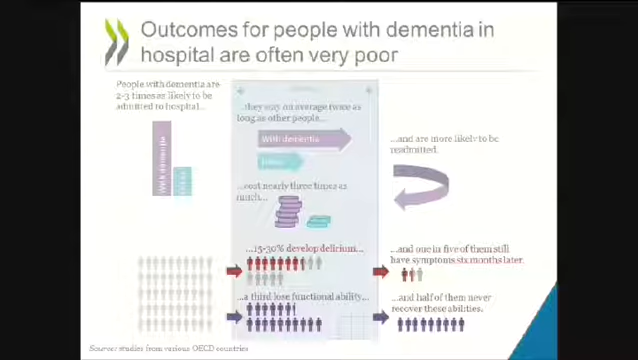 Outcomes for people with dementia in
hospital are often very poor
People with dementia are
2-3 times as likely to be
admitted to hospital...
With dementia
...they stay on average twice as
long as other people...
With dementia
...cost nearly three times as
much...
...and are more likely to be
readmitted.
...15-30% develop delirium...
...and one in five of them still
have symptoms six months later.
...a third lose functional ability...
...and half of them never
recover these abilities.
Source: studies from various OECD countries